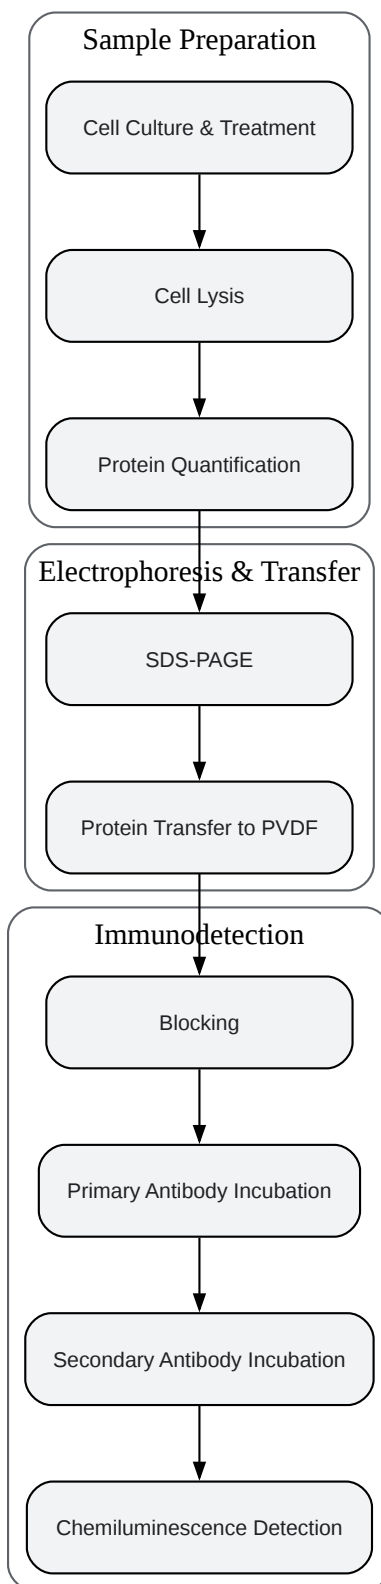 Sample Preparation
Cell Culture & Treatment
Cell Lysis
Protein Quantification
Electrophoresis & Transfer
SDS-PAGE
Protein Transfer to PVDF
Immunodetection
Blocking
Primary Antibody Incubation
Secondary Antibody Incubation
Chemiluminescence Detection